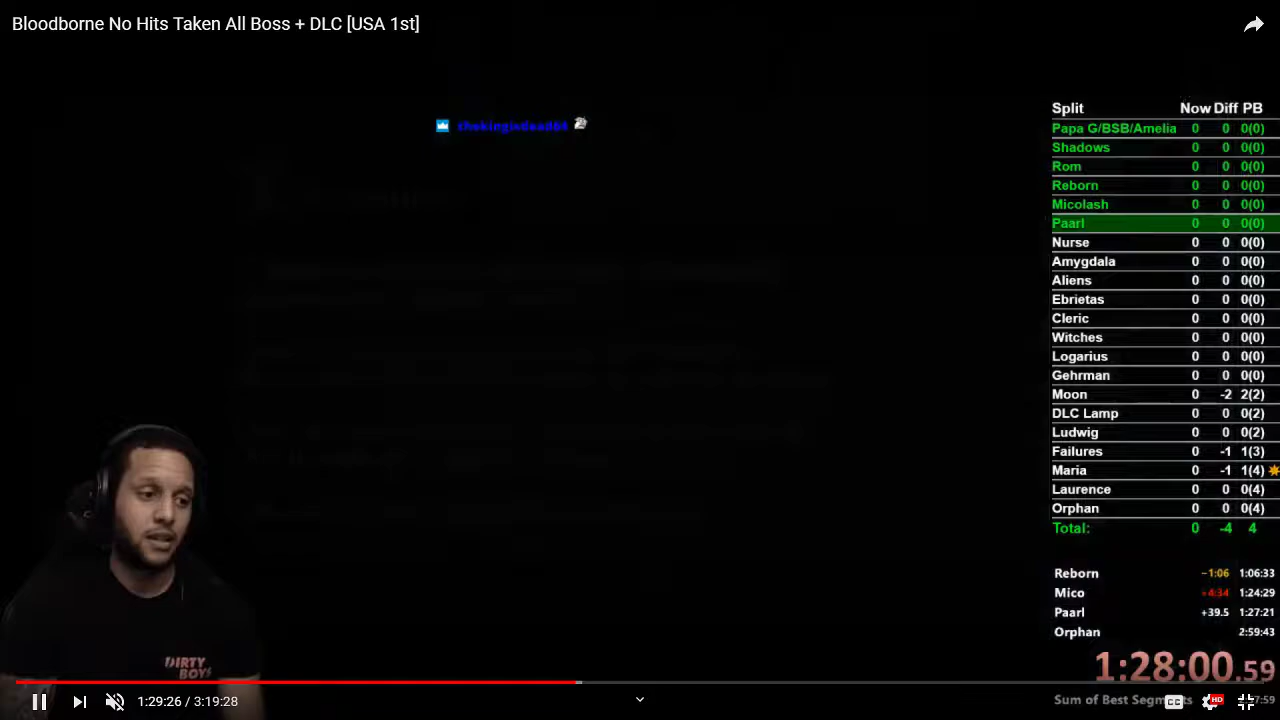 Bloodborne No Hits Taken All Boss + DLC [USA 1st]
Split Now Diff PB
Papa G/BSB/Amelia 0 0 0(0)
Shadows 0 0 0(0)
Rom 0 0 0(0)
Reborn 0 0 0(0)
Micolash 0 0 0(0)
Paarl 0 0 0(0)
Nurse 0 0 0(0)
Amygdala 0 0 0(0)
Aliens 0 0 0(0)
Ebrietas 0 0 0(0)
Cleric 0 0 0(0)
Witches 0 0 0(0)
Logarius 0 0 0(0)
Gehrman 0 0 0(0)
Moon 0 -2 2(2)
DLC Lamp 0 0 0(2)
Ludwig 0 0 0(2)
Failures 0 -1 1(3)
Maria 0 -1 1(4)
Laurence 0 0 0(4)
Orphan 0 0 0(4)
Total: 0 -4 4
Reborn −1:06 1:06:33
Mico +4:34 1:24:29
Paarl +39.5 1:27:21
Orphan 2:59:43
1:28:00.59
DIRTY
BOYS
1:29:26 / 3:19:28
Sum of Best
CC
HD